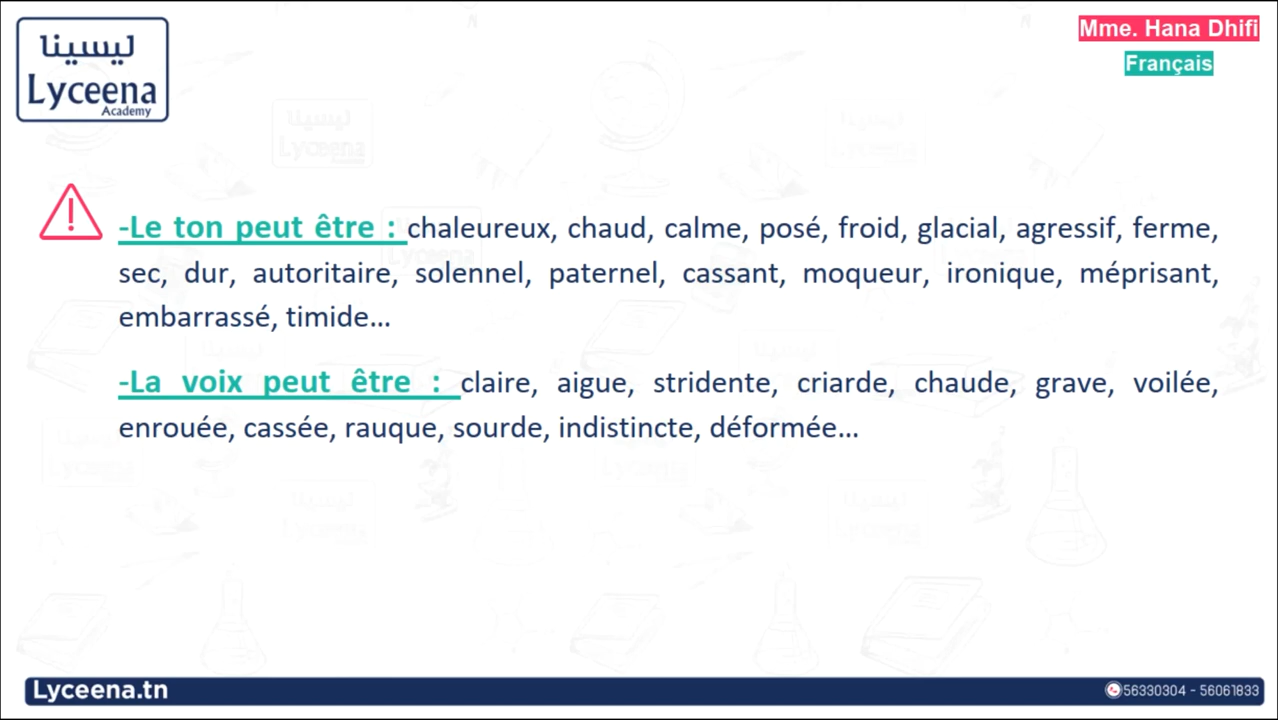 ليسينا
Lyceena
Academy
Mme. Hana Dhifi
Français
-Le ton peut être : chaleureux, chaud, calme, posé, froid, glacial, agressif, ferme,
sec, dur, autoritaire, solennel, paternel, cassant, moqueur, ironique, méprisant,
embarrassé, timide...
-La voix peut être : claire, aigue, stridente, criarde, chaude, grave, voilée,
enrouée, cassée, rauque, sourde, indistincte, déformée...
Lyceena.tn
56330304 - 56061833